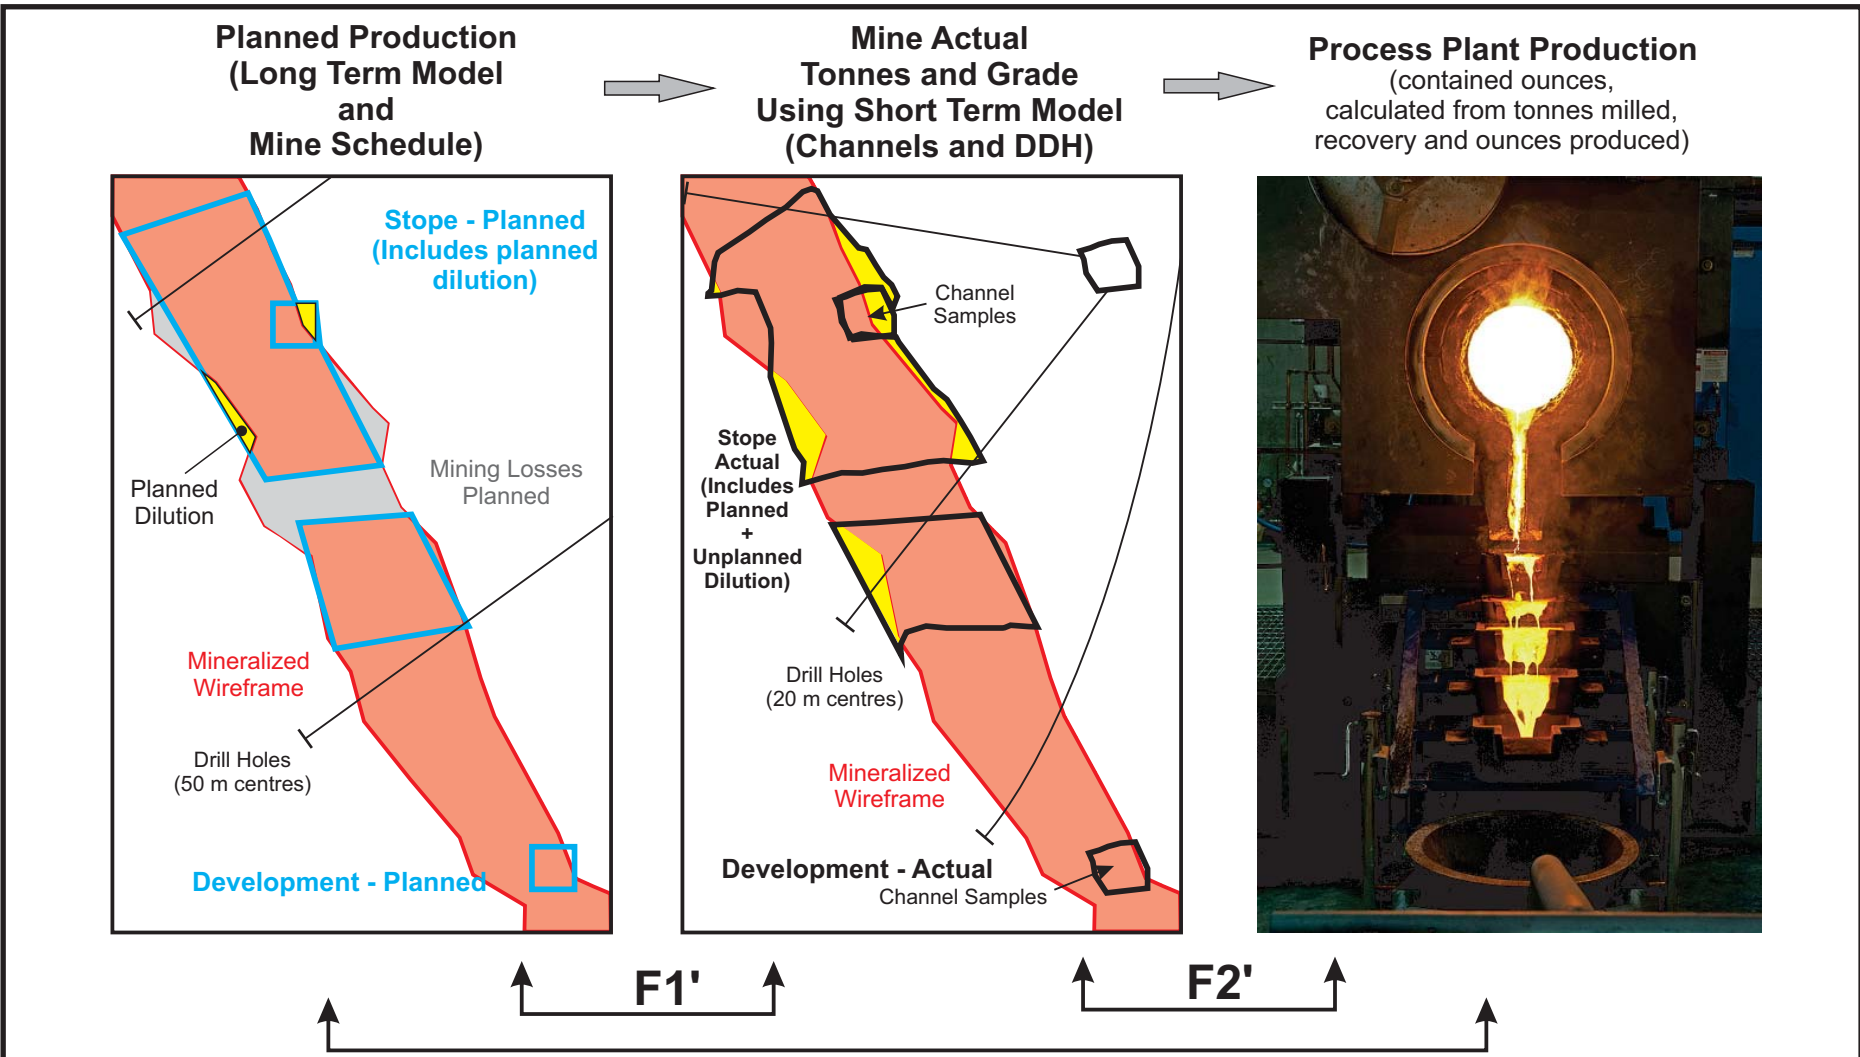 Planned Production
(Long Term Model
and
Mine Schedule)
Mine Actual
Tonnes and Grade
Using Short Term Model
(Channels and DDH)
Process Plant Production
(contained ounces,
calculated from tonnes milled,
recovery and ounces produced)
Stope - Planned
(Includes planned
dilution)
Planned
Dilution
Mining Losses
Planned
Mineralized
Wireframe
Drill Holes
(50 m centres)
Development - Planned
Channel
Samples
Stope
Actual
(Includes
Planned
+
Unplanned
Dilution)
Drill Holes
(20 m centres)
Mineralized
Wireframe
Development - Actual
Channel Samples
F1'
F2'